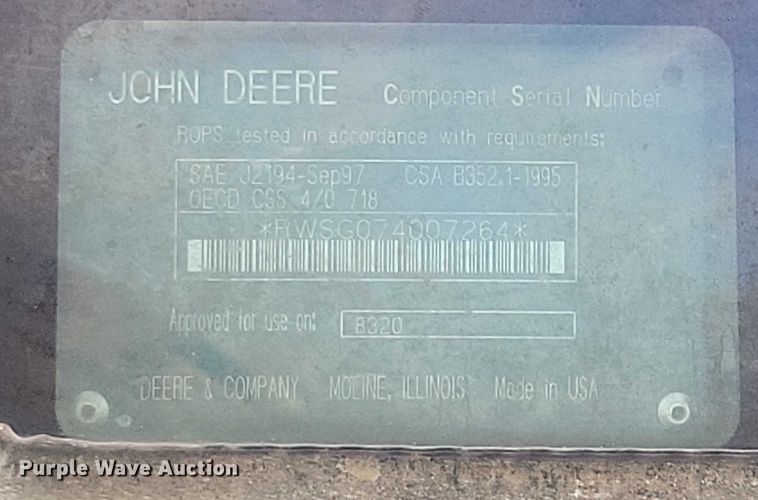 JOHN DEERE Component Serial Number
ROPS tested in accordance with requirements:
SAE J2194-Sep97 CSA B352.1-1995
OECD CSS 4/0 718
*RWSG074007264*
Approved for use on: 8320
DEERE & COMPANY MOLINE, ILLINOIS Made in USA
Purple Wave Auction